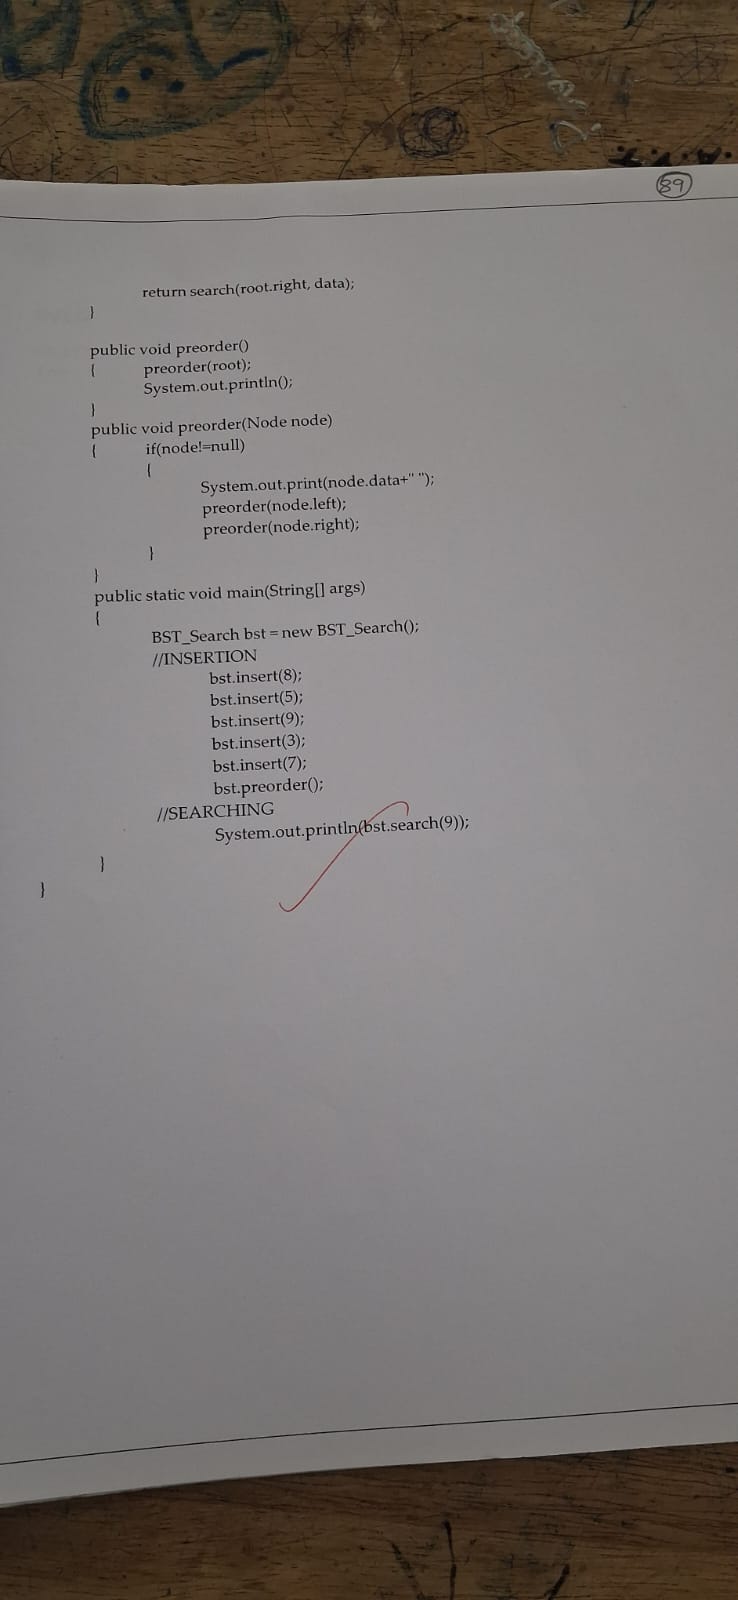 89
return search(root.right, data);
}
public void preorder()
{ preorder(root);
System.out.println();
}
public void preorder(Node node)
{ if(node!=null)
{
System.out.print(node.data+" ");
preorder(node.left);
preorder(node.right);
}
}
public static void main(String[] args)
{
BST_Search bst = new BST_Search();
//INSERTION
bst.insert(8);
bst.insert(5);
bst.insert(9);
bst.insert(3);
bst.insert(7);
bst.preorder();
//SEARCHING
System.out.println(bst.search(9));
}
}